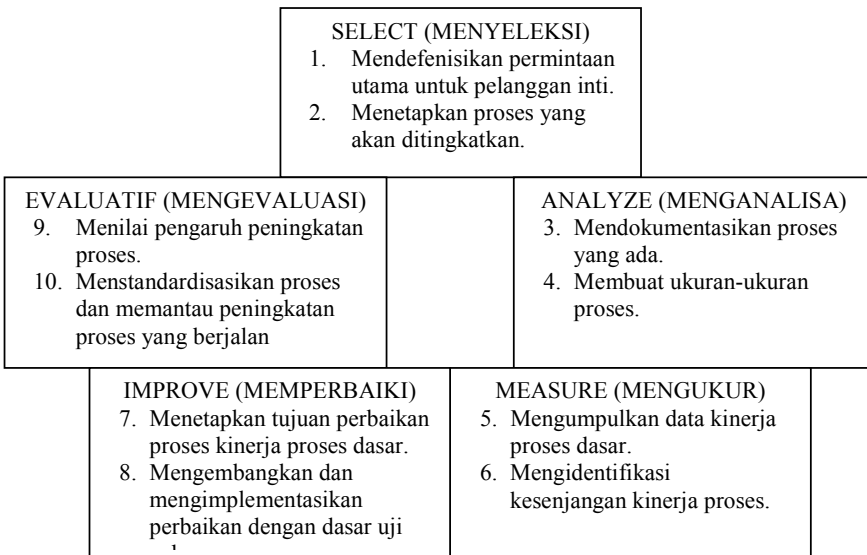 SELECT (MENYELEKSI)
1. Mendefenisikan permintaan
utama untuk pelanggan inti.
2. Menetapkan proses yang
akan ditingkatkan.
EVALUATIF (MENGEVALUASI)
9. Menilai pengaruh peningkatan
proses.
10. Menstandardisasikan proses
dan memantau peningkatan
proses yang berjalan
ANALYZE (MENGANALISA)
3. Mendokumentasikan proses
yang ada.
4. Membuat ukuran-ukuran
proses.
IMPROVE (MEMPERBAIKI)
7. Menetapkan tujuan perbaikan
proses kinerja proses dasar.
8. Mengembangkan dan
mengimplementasikan
perbaikan dengan dasar uji
MEASURE (MENGUKUR)
5. Mengumpulkan data kinerja
proses dasar.
6. Mengidentifikasi
kesenjangan kinerja proses.